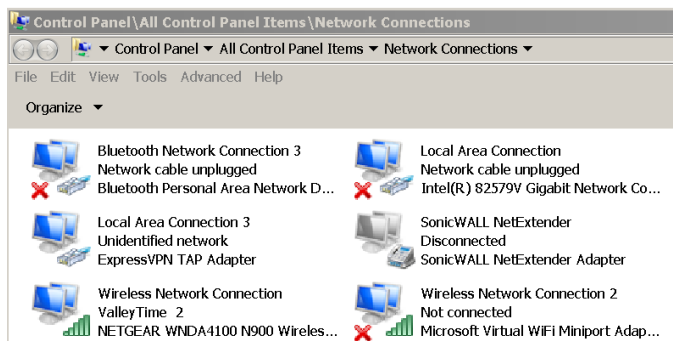 Control Panel\All Control Panel Items\Network Connections
Control Panel ▾ All Control Panel Items ▾ Network Connections ▾
File Edit View Tools Advanced Help
Organize ▾
Bluetooth Network Connection 3
Network cable unplugged
Bluetooth Personal Area Network D...
Local Area Connection
Network cable unplugged
Intel(R) 82579V Gigabit Network Co...
Local Area Connection 3
Unidentified network
ExpressVPN TAP Adapter
SonicWALL NetExtender
Disconnected
SonicWALL NetExtender Adapter
Wireless Network Connection
ValleyTime 2
NETGEAR WNDA4100 N900 Wireles...
Wireless Network Connection 2
Not connected
Microsoft Virtual WiFi Miniport Adap...